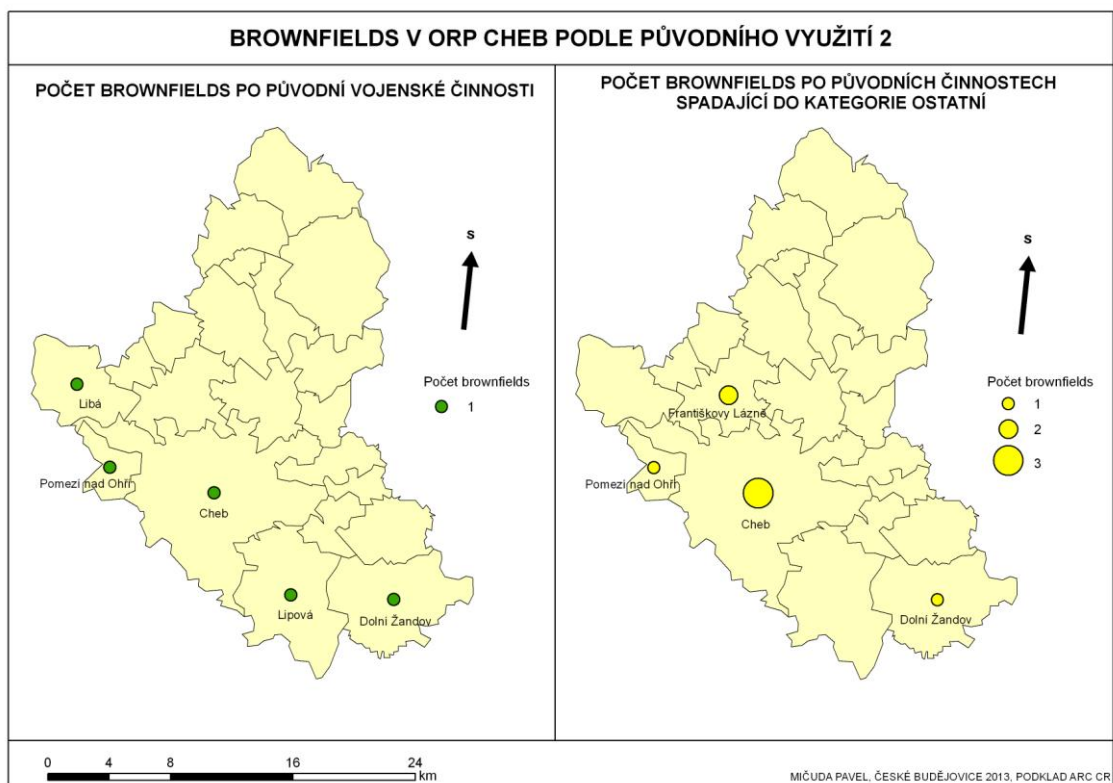 BROWNFIELDS V ORP CHEB PODLE PŮVODNÍHO VYUŽITÍ 2
POČET BROWNFIELDS PO PŮVODNÍ VOJENSKÉ ČINNOSTI
S
Počet brownfields
1
Libá
Pomezí nad Ohří
Cheb
Lipová
Dolní Žandov
POČET BROWNFIELDS PO PŮVODNÍCH ČINNOSTECH
SPADAJÍCÍ DO KATEGORIE OSTATNÍ
S
Počet brownfields
1
2
3
Františkovy Lázně
Pomezí nad Ohří
Cheb
Dolní Žandov
0 4 8 16 24
km
MIČUDA PAVEL, ČESKÉ BUDĚJOVICE 2013, PODKLAD ARC ČR